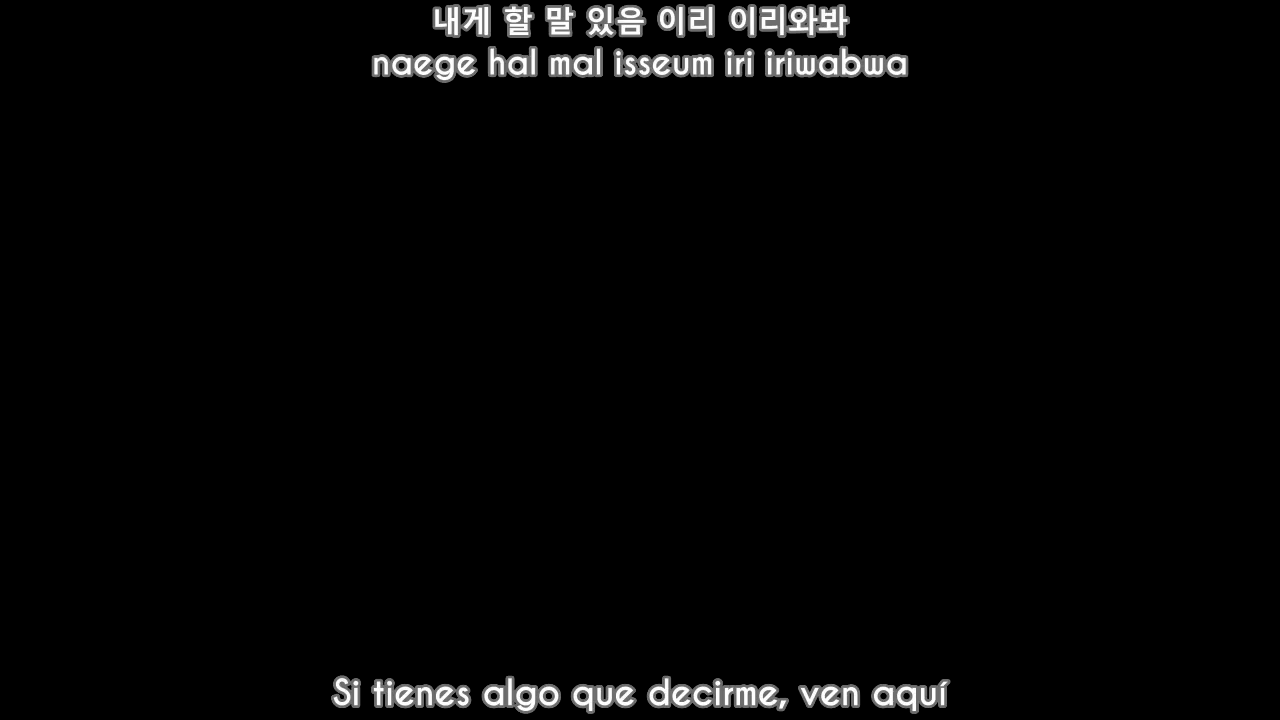 내게 할 말 있음 이리 이리와봐
naege hal mal isseum iri iriwabwa
Si tienes algo que decirme, ven aquí